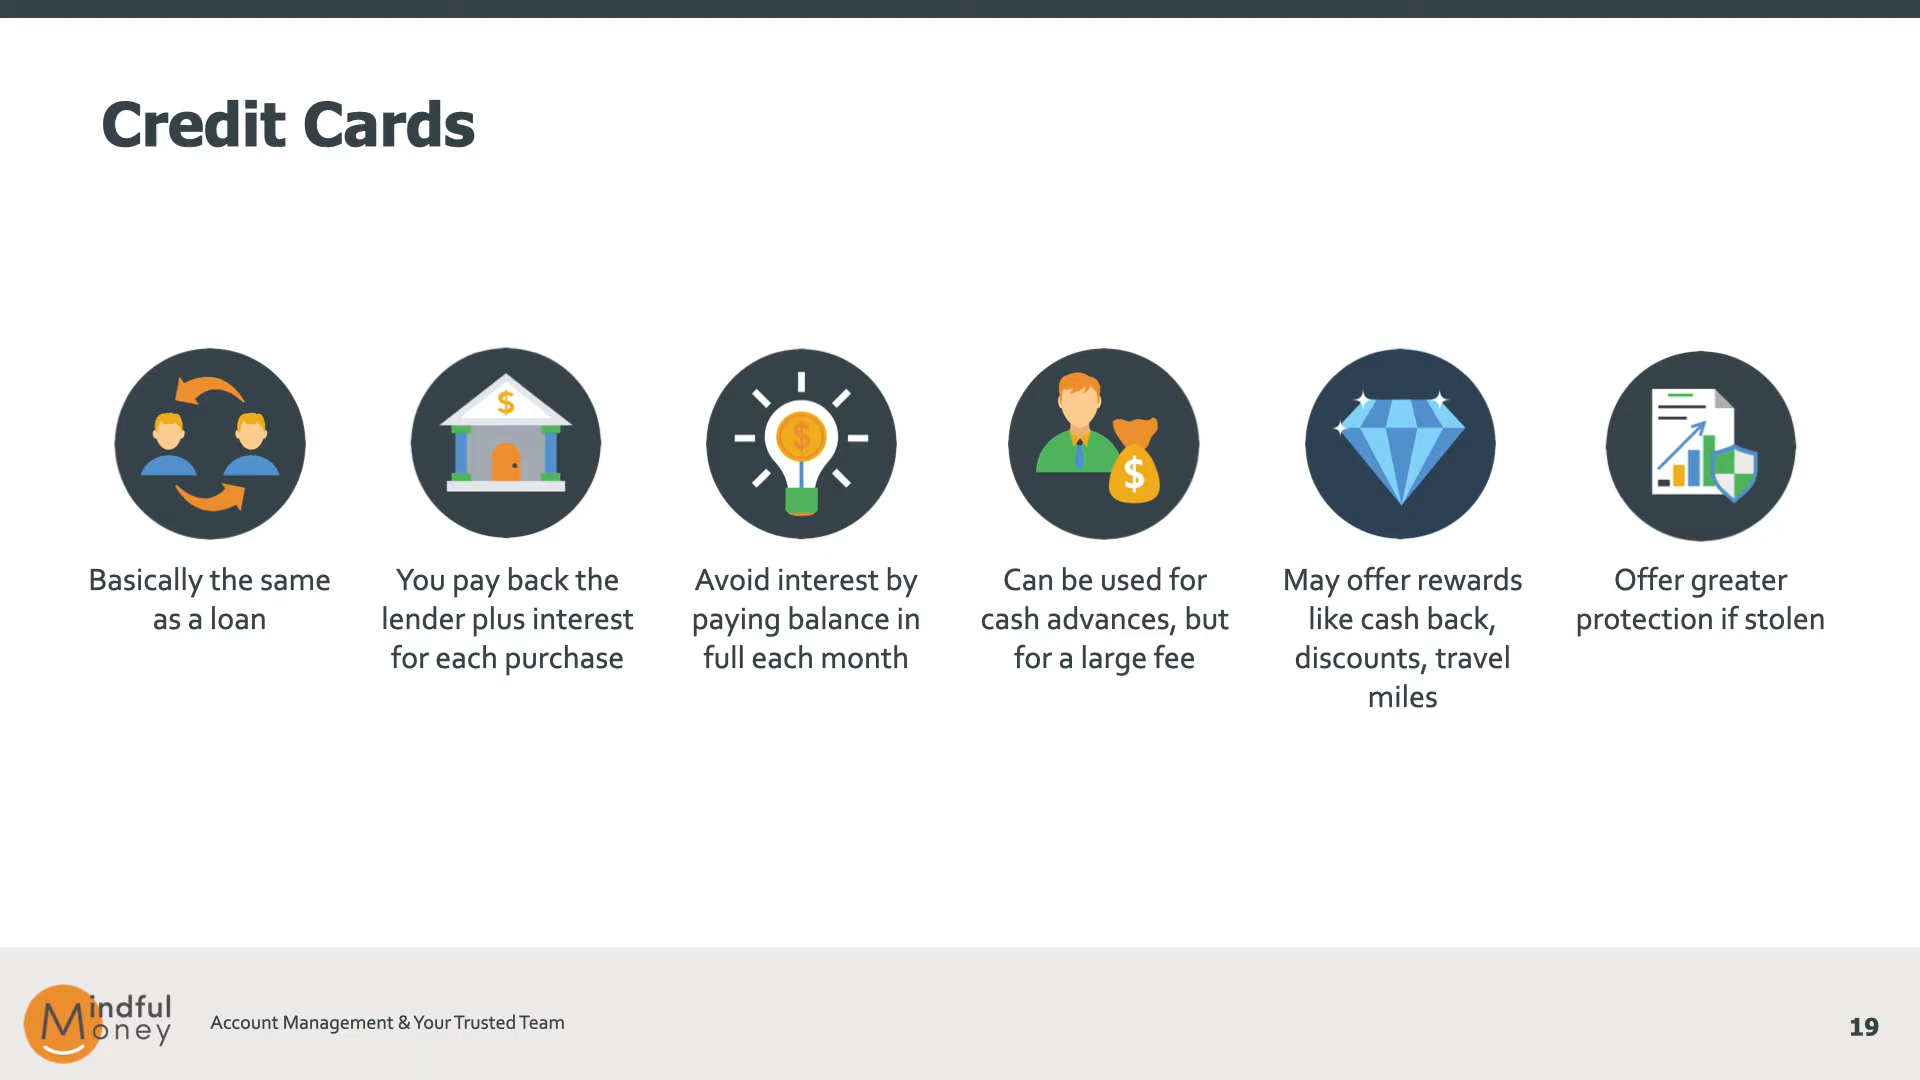 Credit Cards
$
$
$
Basically the same
as a loan
You pay back the
lender plus interest
for each purchase
Avoid interest by
paying balance in
full each month
Can be used for
cash advances, but
for a large fee
May offer rewards
like cash back,
discounts, travel
miles
Offer greater
protection if stolen
Mindful
Money
Account Management & Your Trusted Team
19